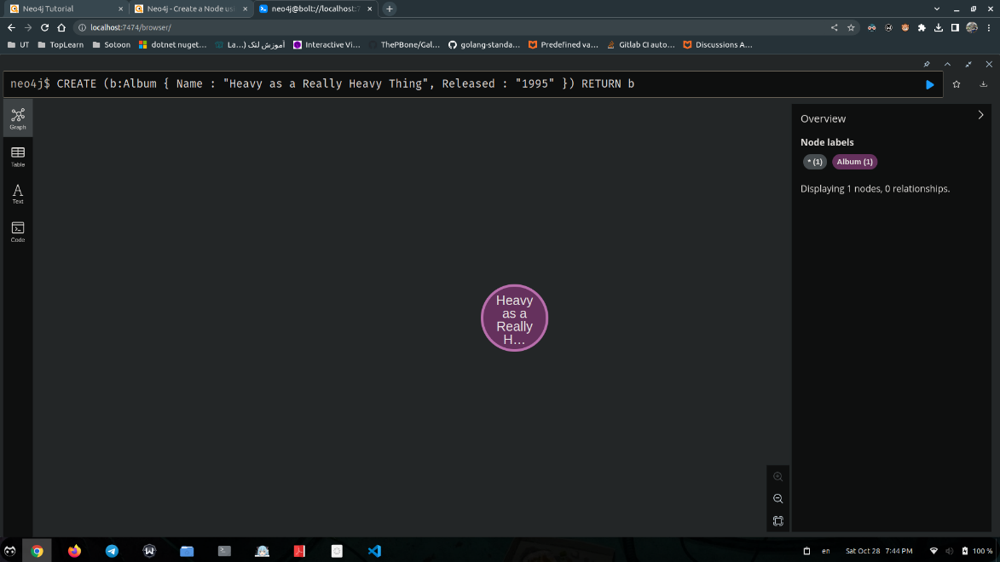 Neo4j Tutorial
Neo4j - Create a Node us
neo4j@bolt://localhost:7
localhost:7474/browser/
UT
TopLearn
Sotoon
dotnet nuget...
La...) آموزش لنک
Interactive Vi...
ThePBone/Gal...
golang-standa...
Predefined va...
Gitlab CI auto...
Discussions A...
neo4j$ CREATE (b:Album { Name : "Heavy as a Really Heavy Thing", Released : "1995" }) RETURN b
Graph
Table
Text
Code
Heavy
as a
Really
H...
Overview
Node labels
* (1)
Album (1)
Displaying 1 nodes, 0 relationships.
en
Sat Oct 28 7:44 PM
100 %